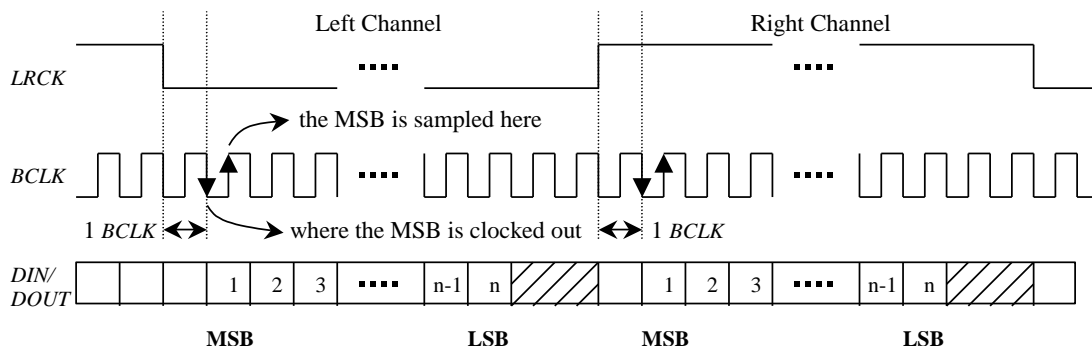 Left Channel Right Channel
LRCK
the MSB is sampled here
BCLK
1 BCLK where the MSB is clocked out 1 BCLK
DIN/
DOUT
1 2 3 n-1 n 1 2 3 n-1 n
MSB LSB MSB LSB